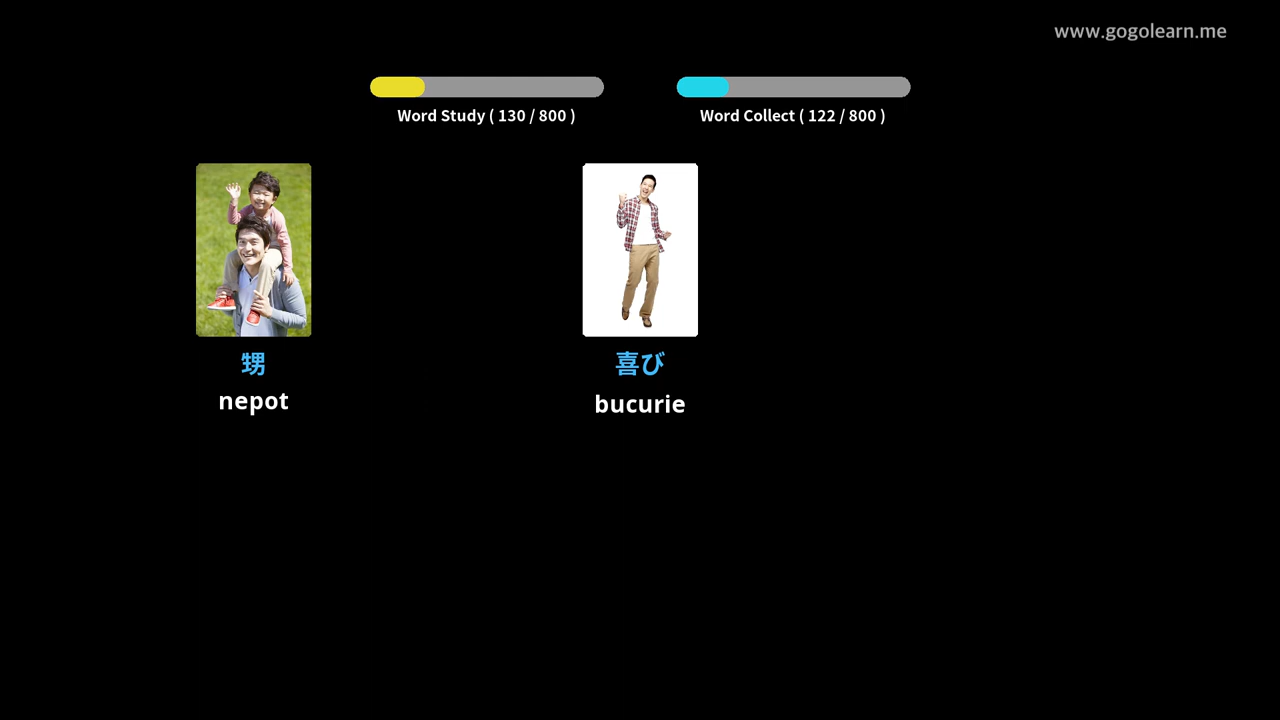 www.gogolearn.me
Word Study ( 130 / 800 )
Word Collect ( 122 / 800 )
甥
nepot
喜び
bucurie